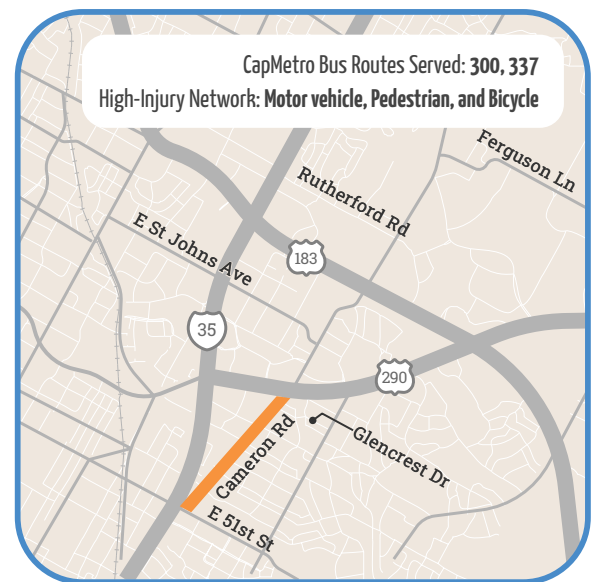 CapMetro Bus Routes Served: 300, 337
High-Injury Network: Motor vehicle, Pedestrian, and Bicycle
Ferguson Ln
Rutherford Rd
E St Johns Ave
183
35
290
Cameron Rd
Glencrest Dr
E 51st St